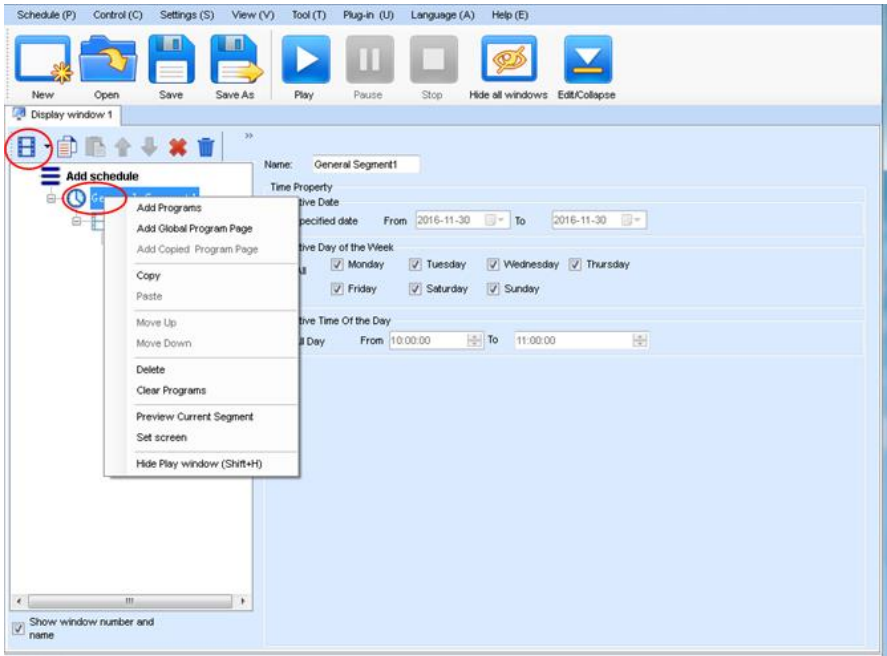 Schedule (P) Control (C) Settings (S) View (V) Tool (T) Plug-in (U) Language (A) Help (E)
New Open Save Save As Play Pause Stop Hide all windows Edit/Collapse
Display window 1
»
Name: General Segment1
Add schedule
Time Property
tive Date
pecified date From 2016-11-30 To 2016-11-30
tive Day of the Week
Monday Tuesday Wednesday Thursday
Friday Saturday Sunday
tive Time Of the Day
ll Day From 10:00:00 To 11:00:00
Add Programs
Add Global Program Page
Add Copied Program Page
Copy
Paste
Move Up
Move Down
Delete
Clear Programs
Preview Current Segment
Set screen
Hide Play window (Shift+H)
Show window number and
name